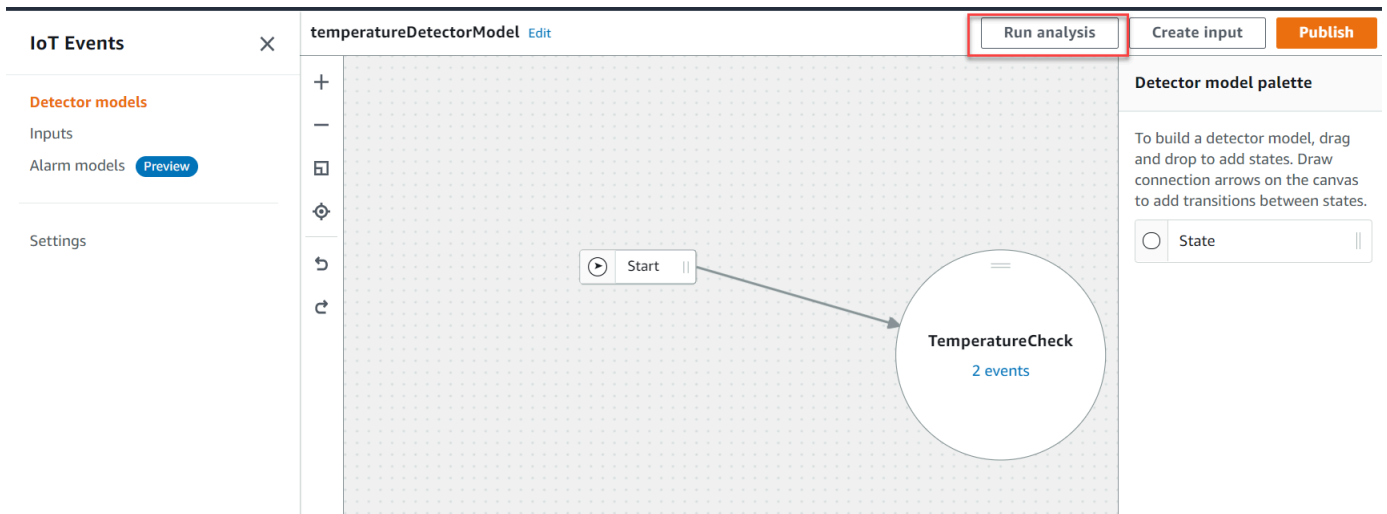 IoT Events
temperatureDetectorModel Edit
Run analysis
Create input
Publish
Detector models
Inputs
Alarm models Preview
Settings
Start
TemperatureCheck
2 events
Detector model palette
To build a detector model, drag
and drop to add states. Draw
connection arrows on the canvas
to add transitions between states.
State